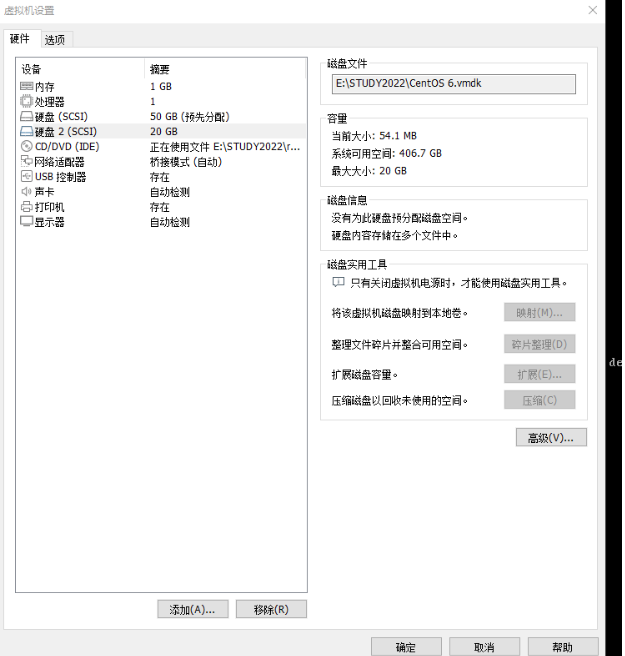 虚拟机设置
硬件 选项
设备 摘要
内存 1 GB
处理器 1
硬盘 (SCSI) 50 GB (预先分配)
硬盘 2 (SCSI) 20 GB
CD/DVD (IDE) 正在使用文件 E:\STUDY2022\r...
网络适配器 桥接模式 (自动)
USB 控制器 存在
声卡 自动检测
打印机 存在
显示器 自动检测
添加(A)... 移除(R)
磁盘文件
E:\STUDY2022\CentOS 6.vmdk
容量
当前大小: 54.1 MB
系统可用空间: 406.7 GB
最大大小: 20 GB
磁盘信息
没有为此硬盘预分配磁盘空间。
硬盘内容存储在多个文件中。
磁盘实用工具
只有关闭虚拟机电源时，才能使用磁盘实用工具。
将该虚拟机磁盘映射到本地卷。 映射(M)...
整理文件碎片并整合可用空间。 碎片整理(D)
扩展磁盘容量。 扩展(E)...
压缩磁盘以回收未使用的空间。 压缩(C)
高级(V)...
确定 取消 帮助
de